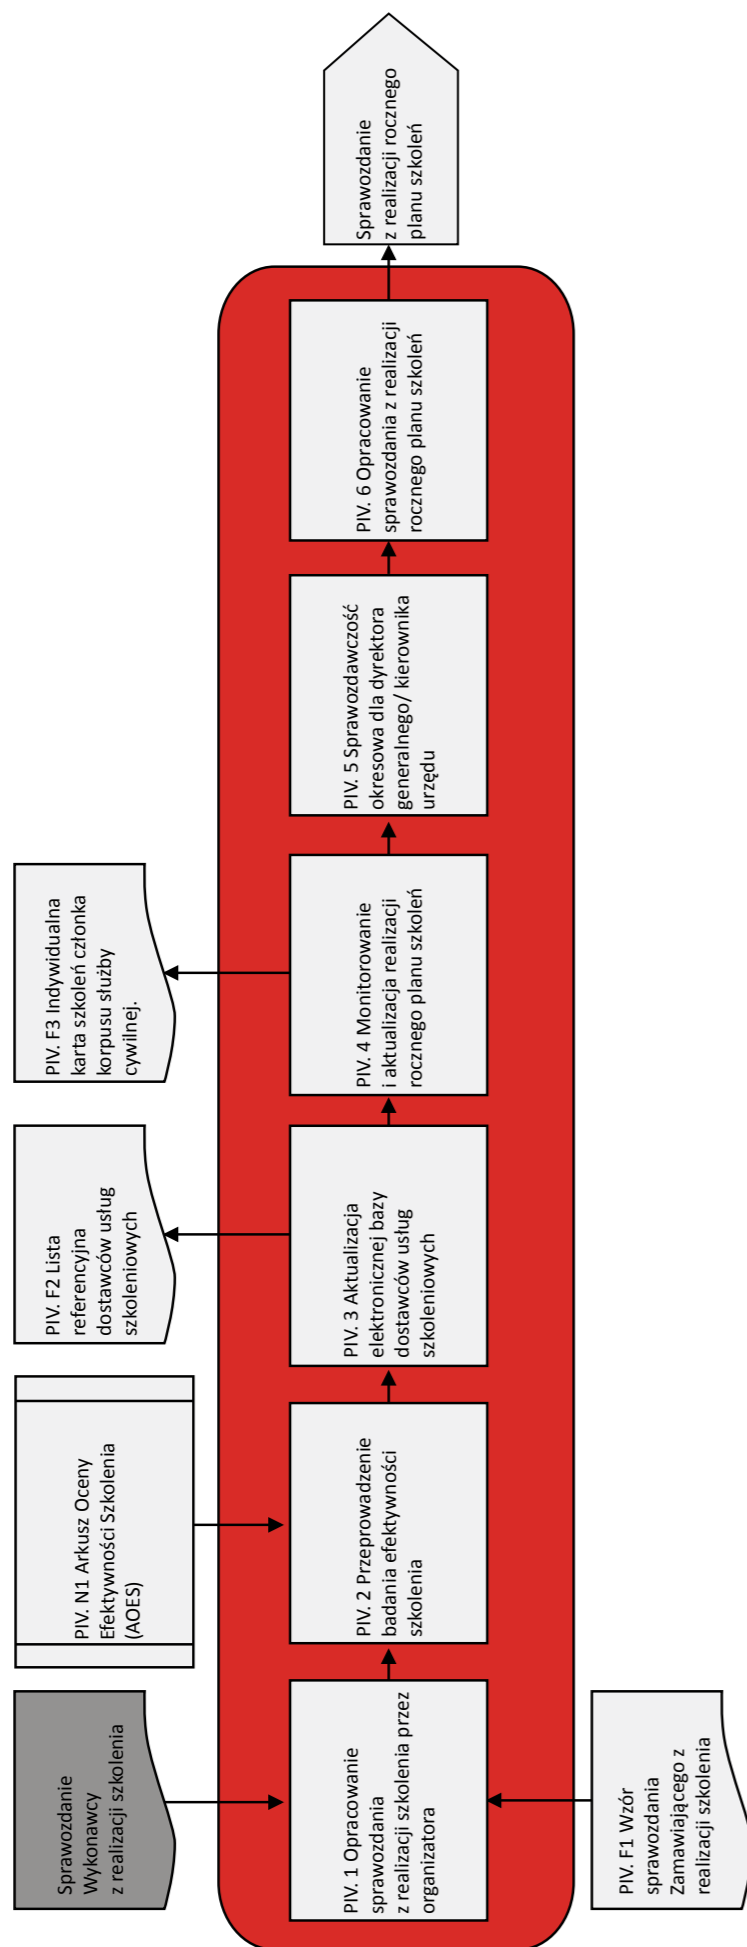 Sprawozdanie
Wykonawcy
z realizacji szkolenia
PIV. N1 Arkusz Oceny
Efektywności Szkolenia
(AOES)
PIV. F2 Lista
referencyjna
dostawców usług
szkoleniowych
PIV. F3 Indywidualna
karta szkoleń członka
korpusu służby
cywilnej.
PIV. 1 Opracowanie
sprawozdania
z realizacji szkolenia przez
organizatora
PIV. 2 Przeprowadzenie
badania efektywności
szkolenia
PIV. 3 Aktualizacja
elektronicznej bazy
dostawców usług
szkoleniowych
PIV. 4 Monitorowanie
i aktualizacja realizacji
rocznego planu szkoleń
PIV. 5 Sprawozdawczość
okresowa dla dyrektora
generalnego/ kierownika
urzędu
PIV. 6 Opracowanie
sprawozdania z realizacji
rocznego planu szkoleń
Sprawozdanie
z realizacji rocznego
planu szkoleń
PIV. F1 Wzór
sprawozdania
Zamawiającego z
realizacji szkolenia